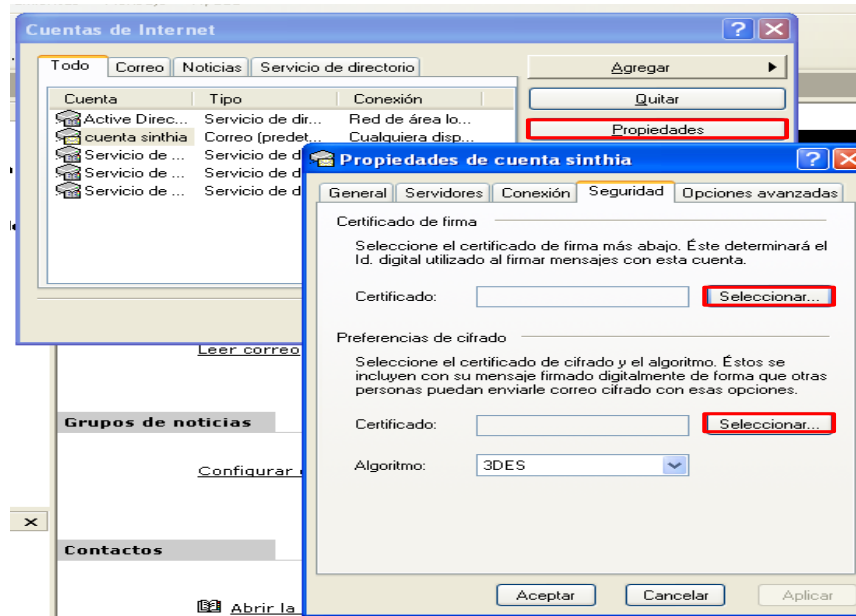 Cuentas de Internet
Todo Correo Noticias Servicio de directorio
Agregar
Cuenta Tipo Conexión
Quitar
Active Direc... Servicio de dir... Red de área lo...
cuenta sinthia Correo (predet... Cualquiera disp...
Propiedades
Servicio de ... Servicio de d
Servicio de ... Servicio de d
Servicio de ... Servicio de d
Propiedades de cuenta sinthia
General Servidores Conexión Seguridad Opciones avanzadas
Certificado de firma
Seleccione el certificado de firma más abajo. Éste determinará el
Id. digital utilizado al firmar mensajes con esta cuenta.
Certificado: Seleccionar...
Preferencias de cifrado
Seleccione el certificado de cifrado y el algoritmo. Éstos se
incluyen con su mensaje firmado digitalmente de forma que otras
personas puedan enviarle correo cifrado con esas opciones.
Certificado: Seleccionar...
Algoritmo: 3DES
Aceptar Cancelar Aplicar
Leer correo
Grupos de noticias
Configurar
Contactos
Abrir la